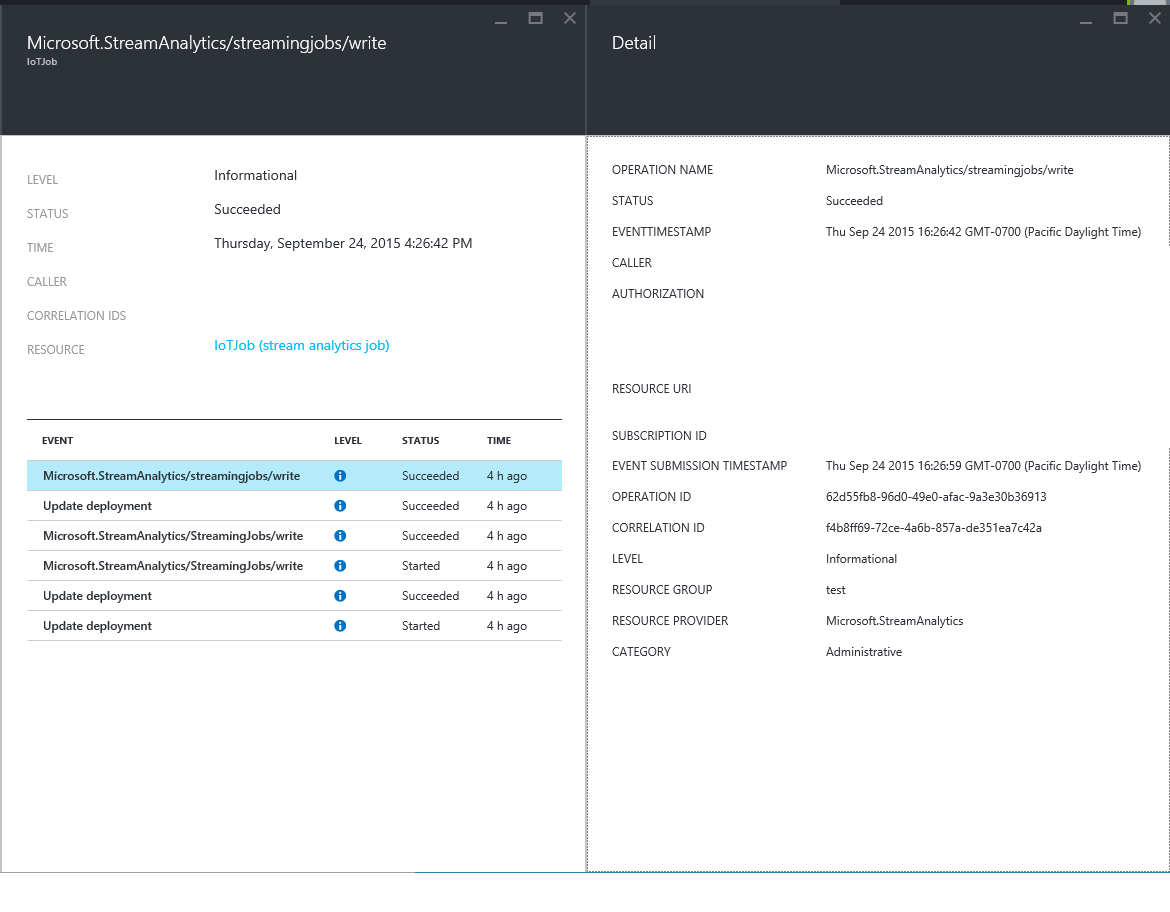 Microsoft.StreamAnalytics/streamingjobs/write
IoTJob
LEVEL Informational
STATUS Succeeded
TIME Thursday, September 24, 2015 4:26:42 PM
CALLER
CORRELATION IDS
RESOURCE IoTJob (stream analytics job)
EVENT LEVEL STATUS TIME
Microsoft.StreamAnalytics/streamingjobs/write Succeeded 4 h ago
Update deployment Succeeded 4 h ago
Microsoft.StreamAnalytics/StreamingJobs/write Succeeded 4 h ago
Microsoft.StreamAnalytics/StreamingJobs/write Started 4 h ago
Update deployment Succeeded 4 h ago
Update deployment Started 4 h ago
Detail
OPERATION NAME Microsoft.StreamAnalytics/streamingjobs/write
STATUS Succeeded
EVENTTIMESTAMP Thu Sep 24 2015 16:26:42 GMT-0700 (Pacific Daylight Time)
CALLER
AUTHORIZATION
RESOURCE URI
SUBSCRIPTION ID
EVENT SUBMISSION TIMESTAMP Thu Sep 24 2015 16:26:59 GMT-0700 (Pacific Daylight Time)
OPERATION ID 62d55fb8-96d0-49e0-afac-9a3e30b36913
CORRELATION ID f4b8ff69-72ce-4a6b-857a-de351ea7c42a
LEVEL Informational
RESOURCE GROUP test
RESOURCE PROVIDER Microsoft.StreamAnalytics
CATEGORY Administrative